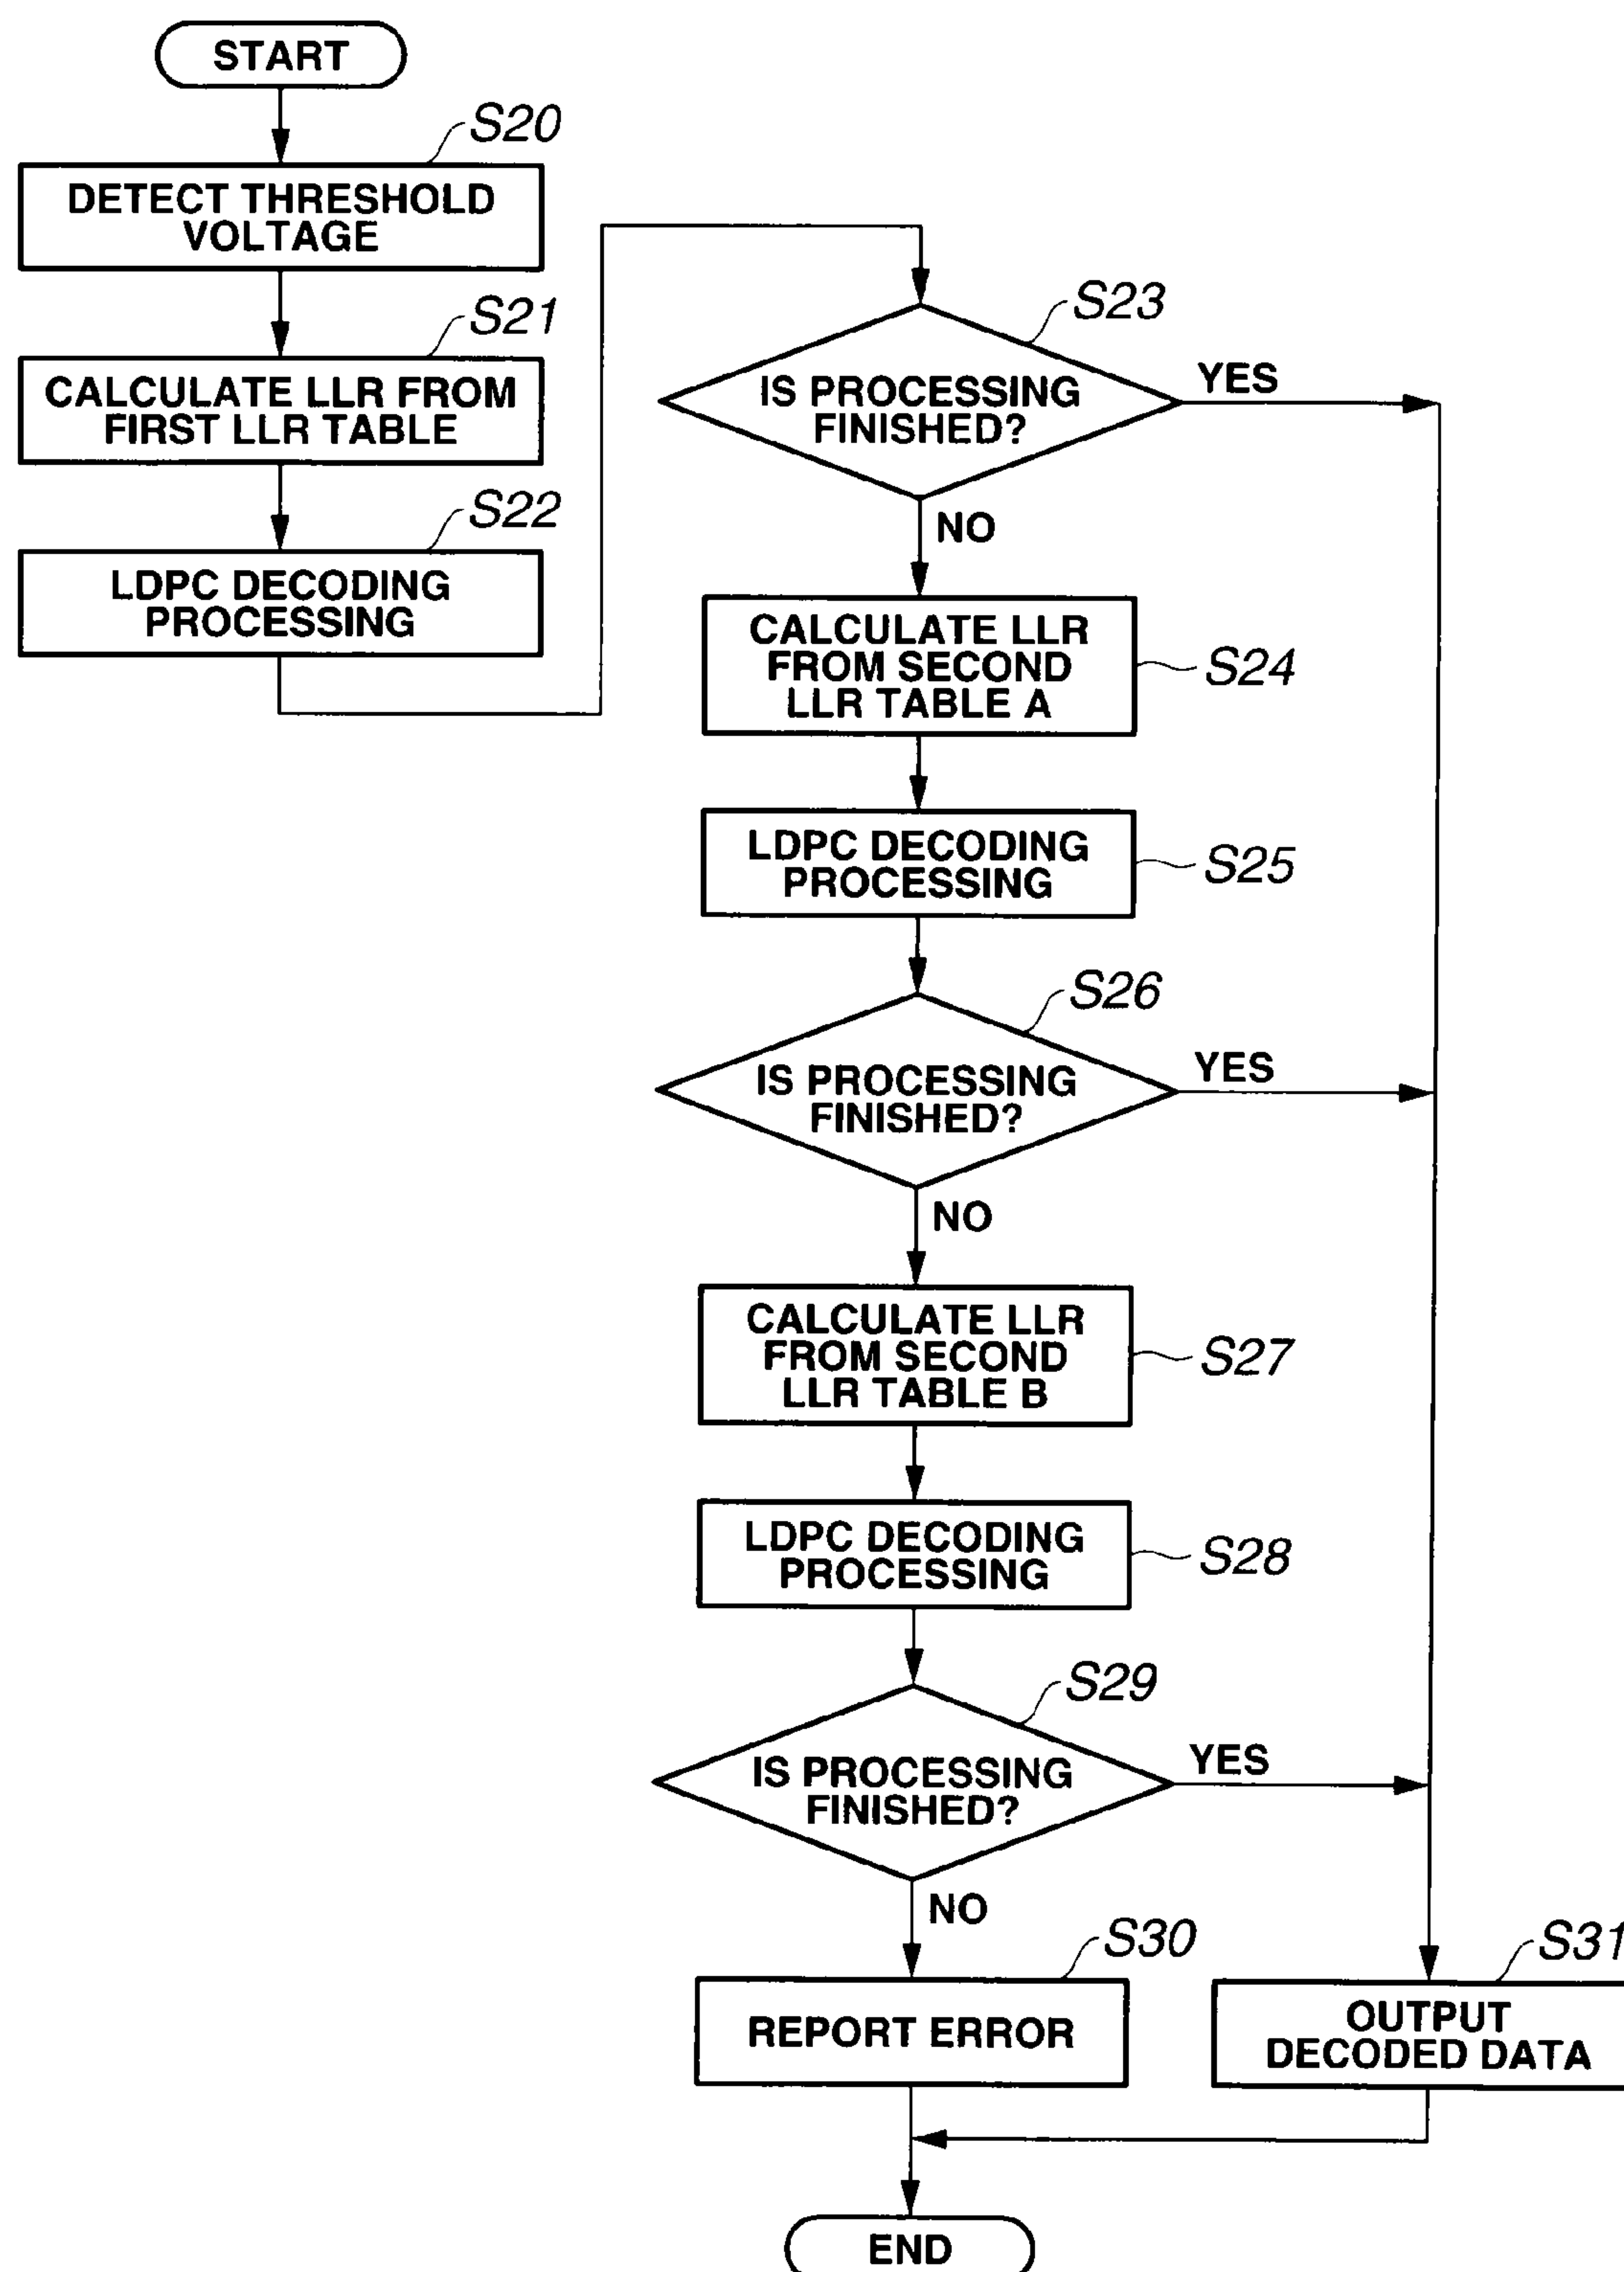 START
S20
DETECT THRESHOLD
VOLTAGE
S21
CALCULATE LLR FROM
FIRST LLR TABLE
S22
LDPC DECODING
PROCESSING
S23
IS PROCESSING
FINISHED?
YES
NO
CALCULATE LLR
FROM SECOND
LLR TABLE A
S24
LDPC DECODING
PROCESSING
S25
S26
IS PROCESSING
FINISHED?
YES
NO
CALCULATE LLR
FROM SECOND
LLR TABLE B
S27
LDPC DECODING
PROCESSING
S28
S29
IS PROCESSING
FINISHED?
YES
NO
S30
REPORT ERROR
S31
OUTPUT
DECODED DATA
END